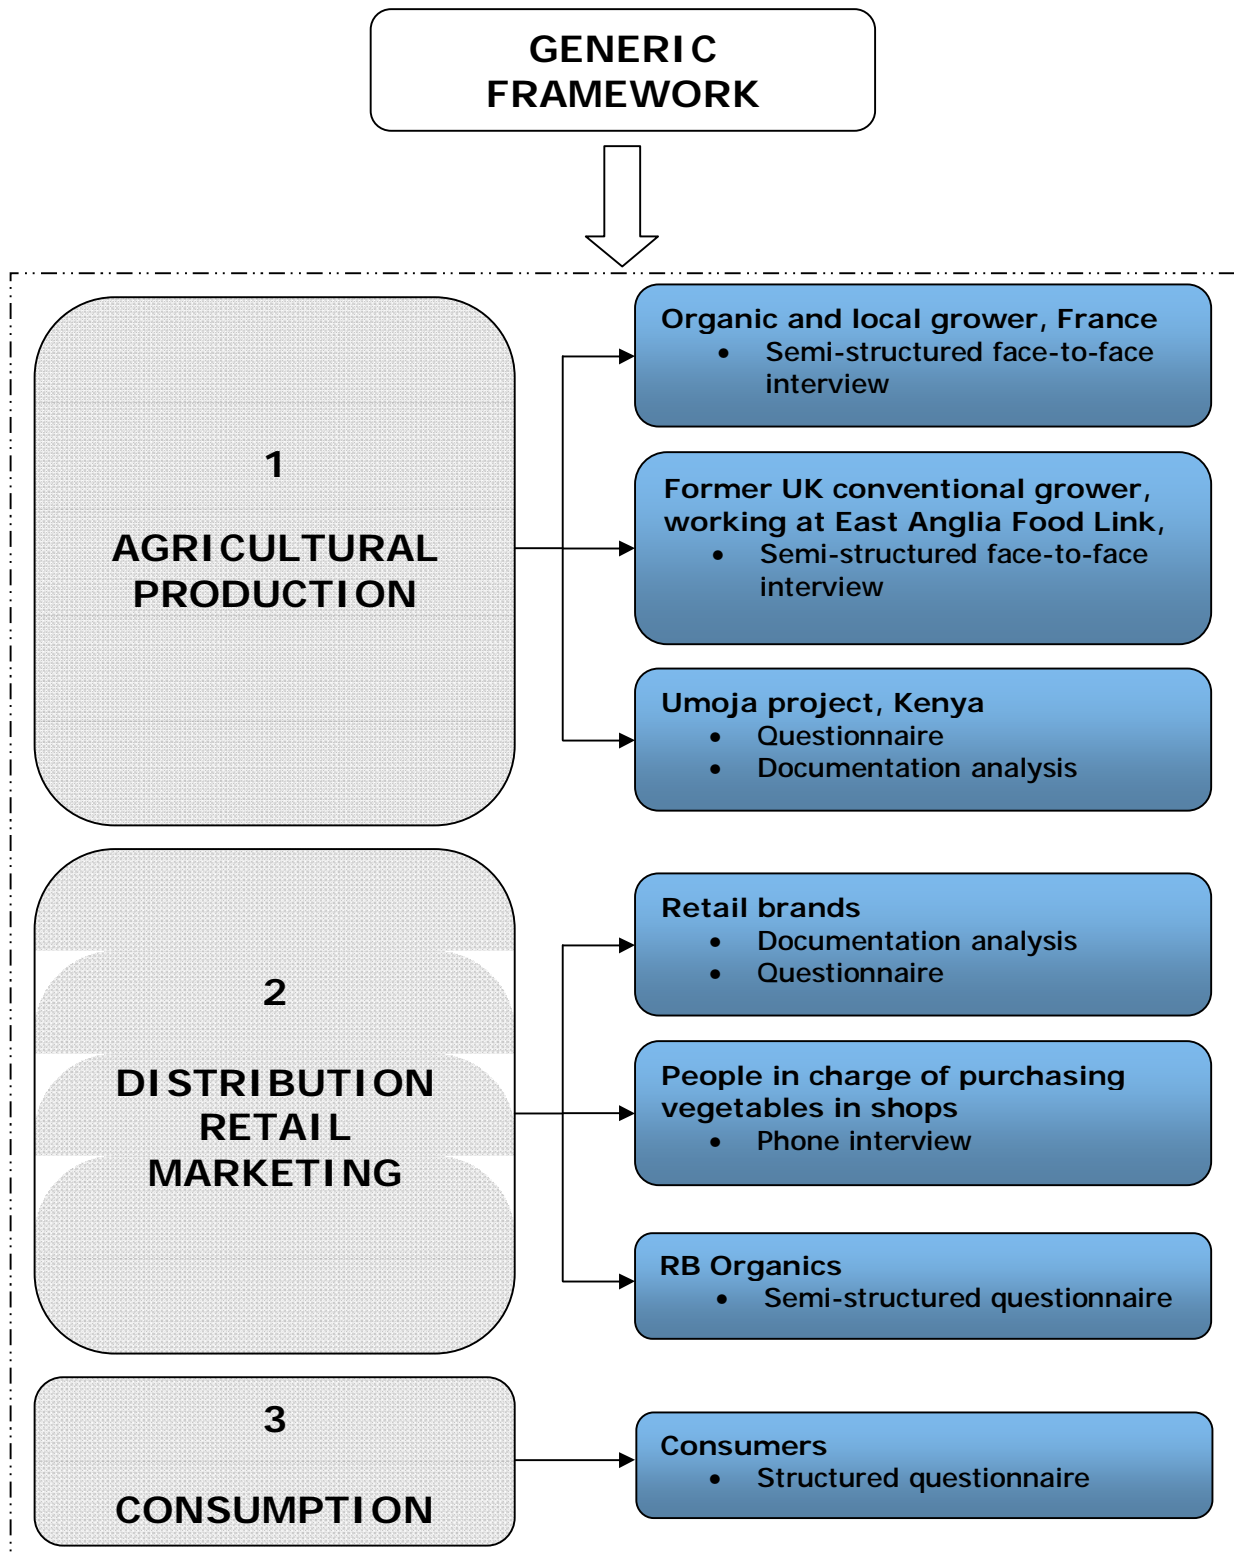 GENERIC
FRAMEWORK
1
AGRICULTURAL
PRODUCTION
Organic and local grower, France
• Semi-structured face-to-face
interview
Former UK conventional grower,
working at East Anglia Food Link,
• Semi-structured face-to-face
interview
Umoja project, Kenya
• Questionnaire
• Documentation analysis
2
DISTRIBUTION
RETAIL
MARKETING
Retail brands
• Documentation analysis
• Questionnaire
People in charge of purchasing
vegetables in shops
• Phone interview
RB Organics
• Semi-structured questionnaire
3
CONSUMPTION
Consumers
• Structured questionnaire